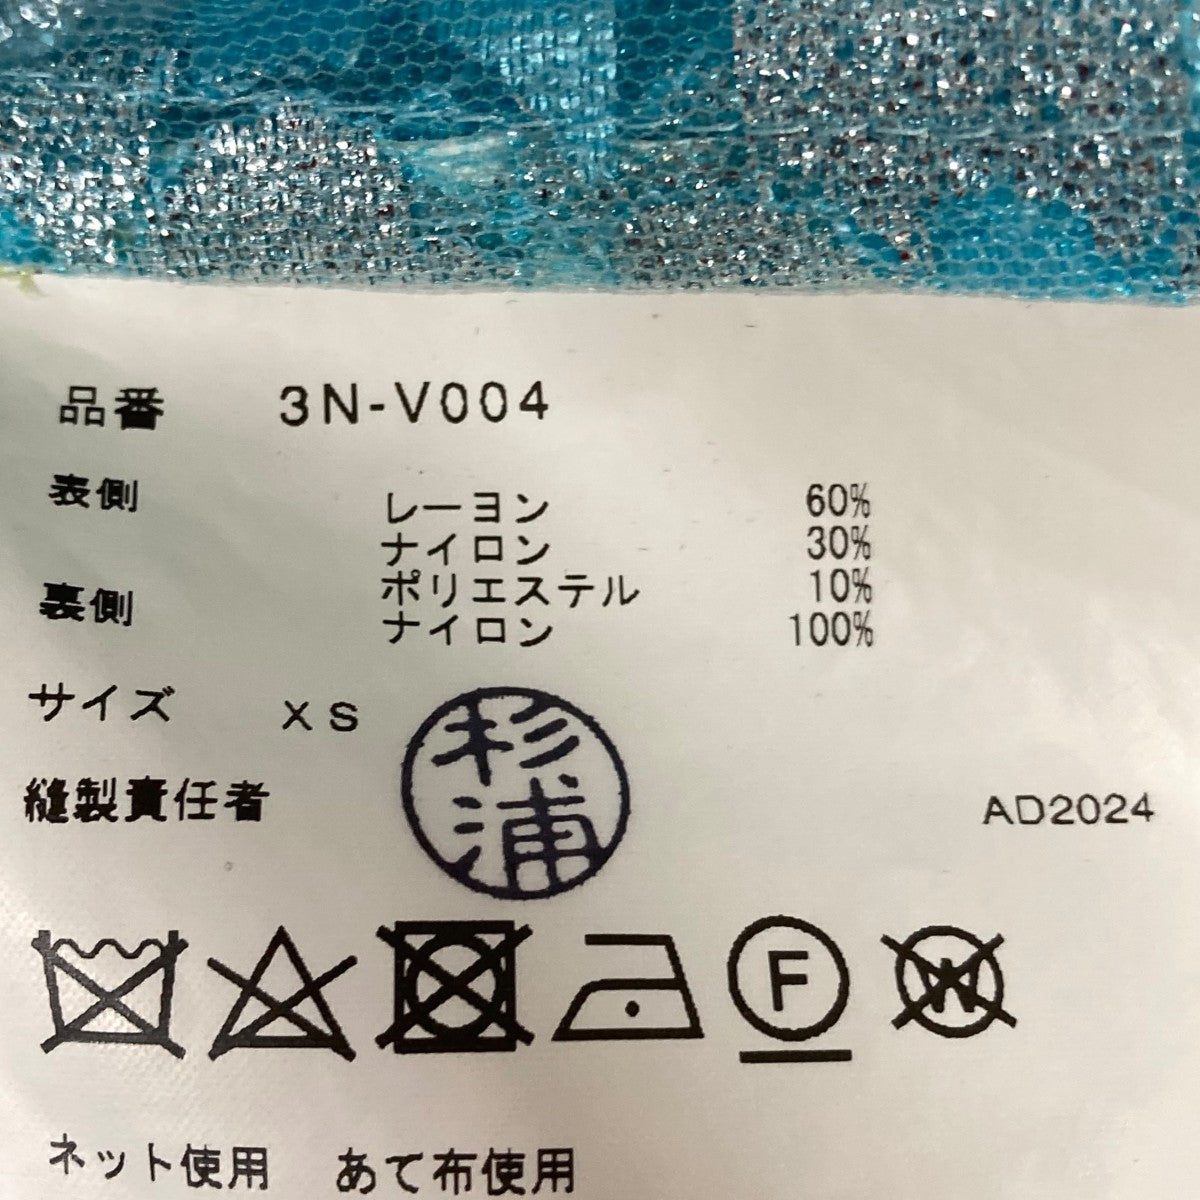 品番 3N-V004
表側 レーヨン 60%
ナイロン 30%
ポリエステル 10%
裏側 ナイロン 100%
サイズ XS
杉浦
縫製責任者 AD2024
F W
ネット使用 あて布使用